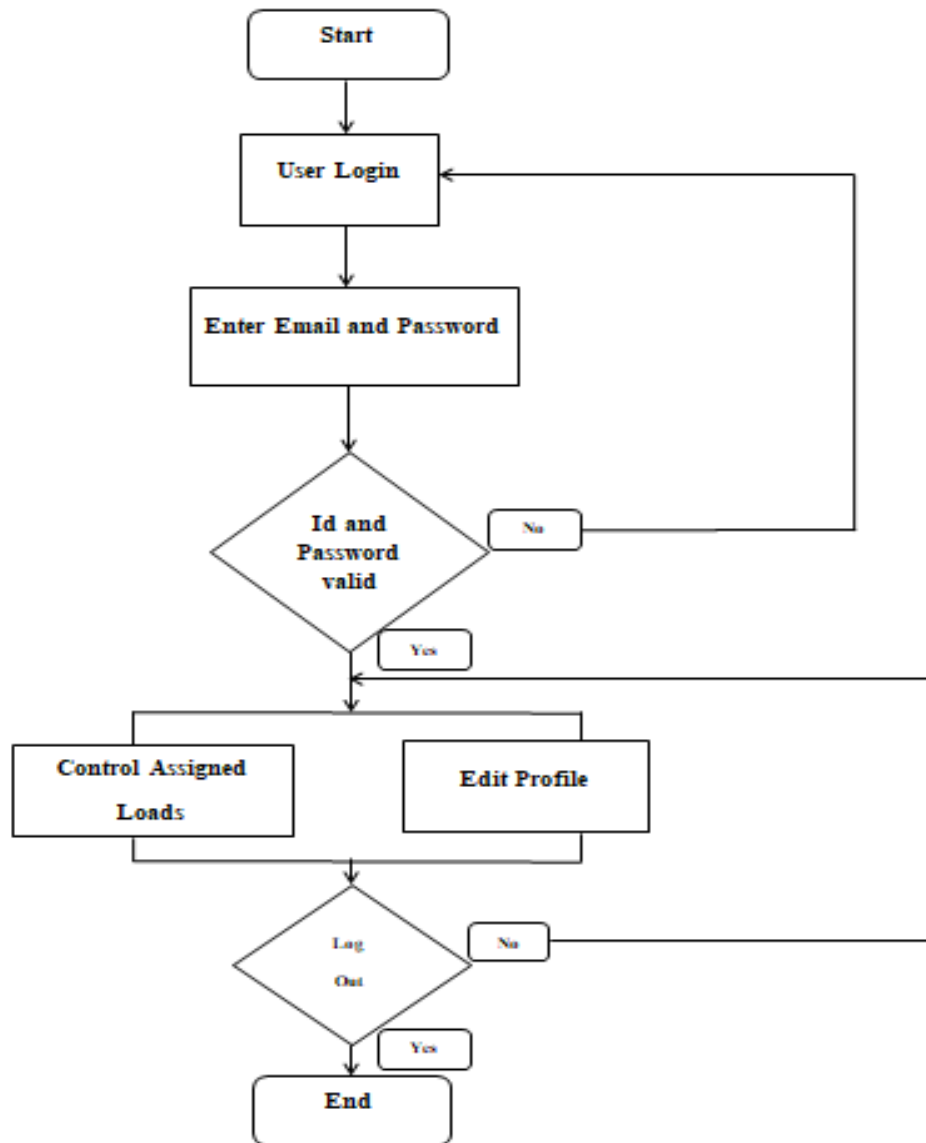 Start
User Login
Enter Email and Password
Id and
Password
valid
No
Yes
Control Assigned
Loads
Edit Profile
Log
Out
No
Yes
End